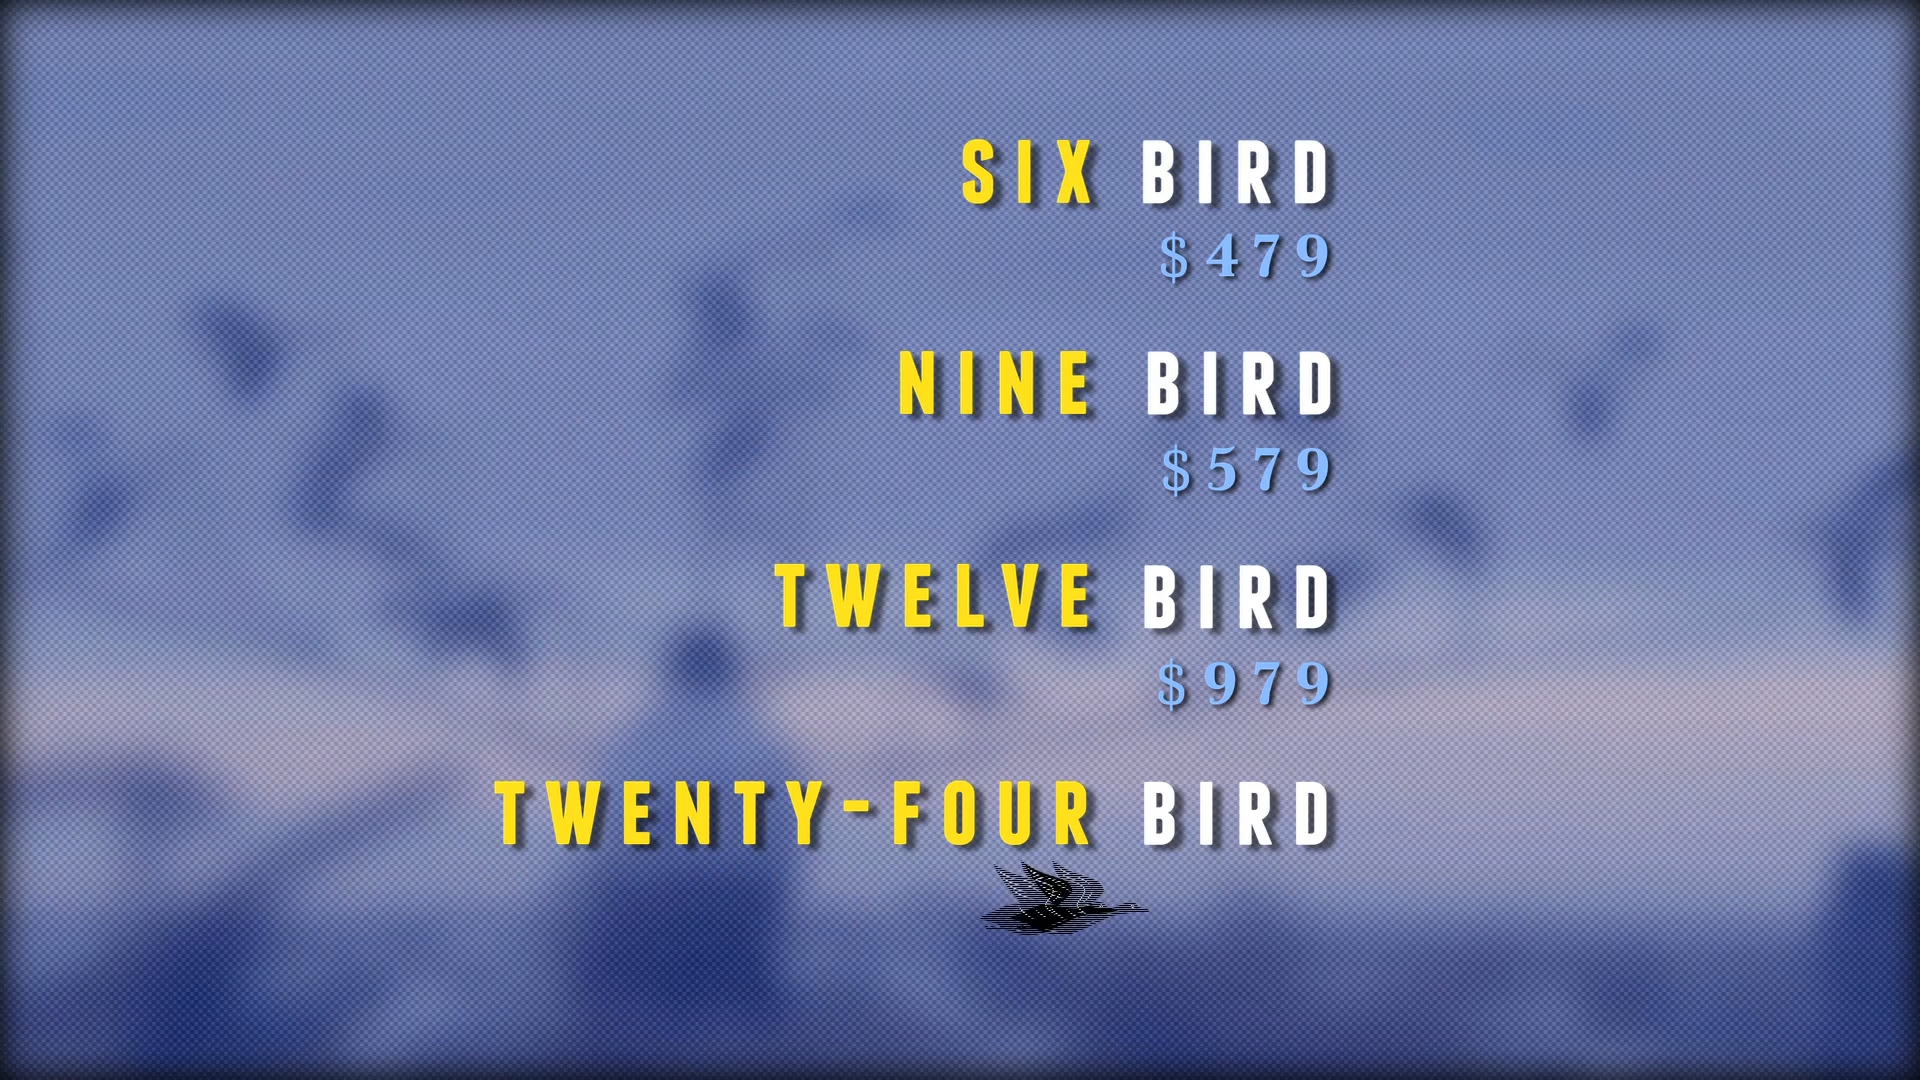 SIX BIRD
$479
NINE BIRD
$579
TWELVE BIRD
$979
TWENTY-FOUR BIRD